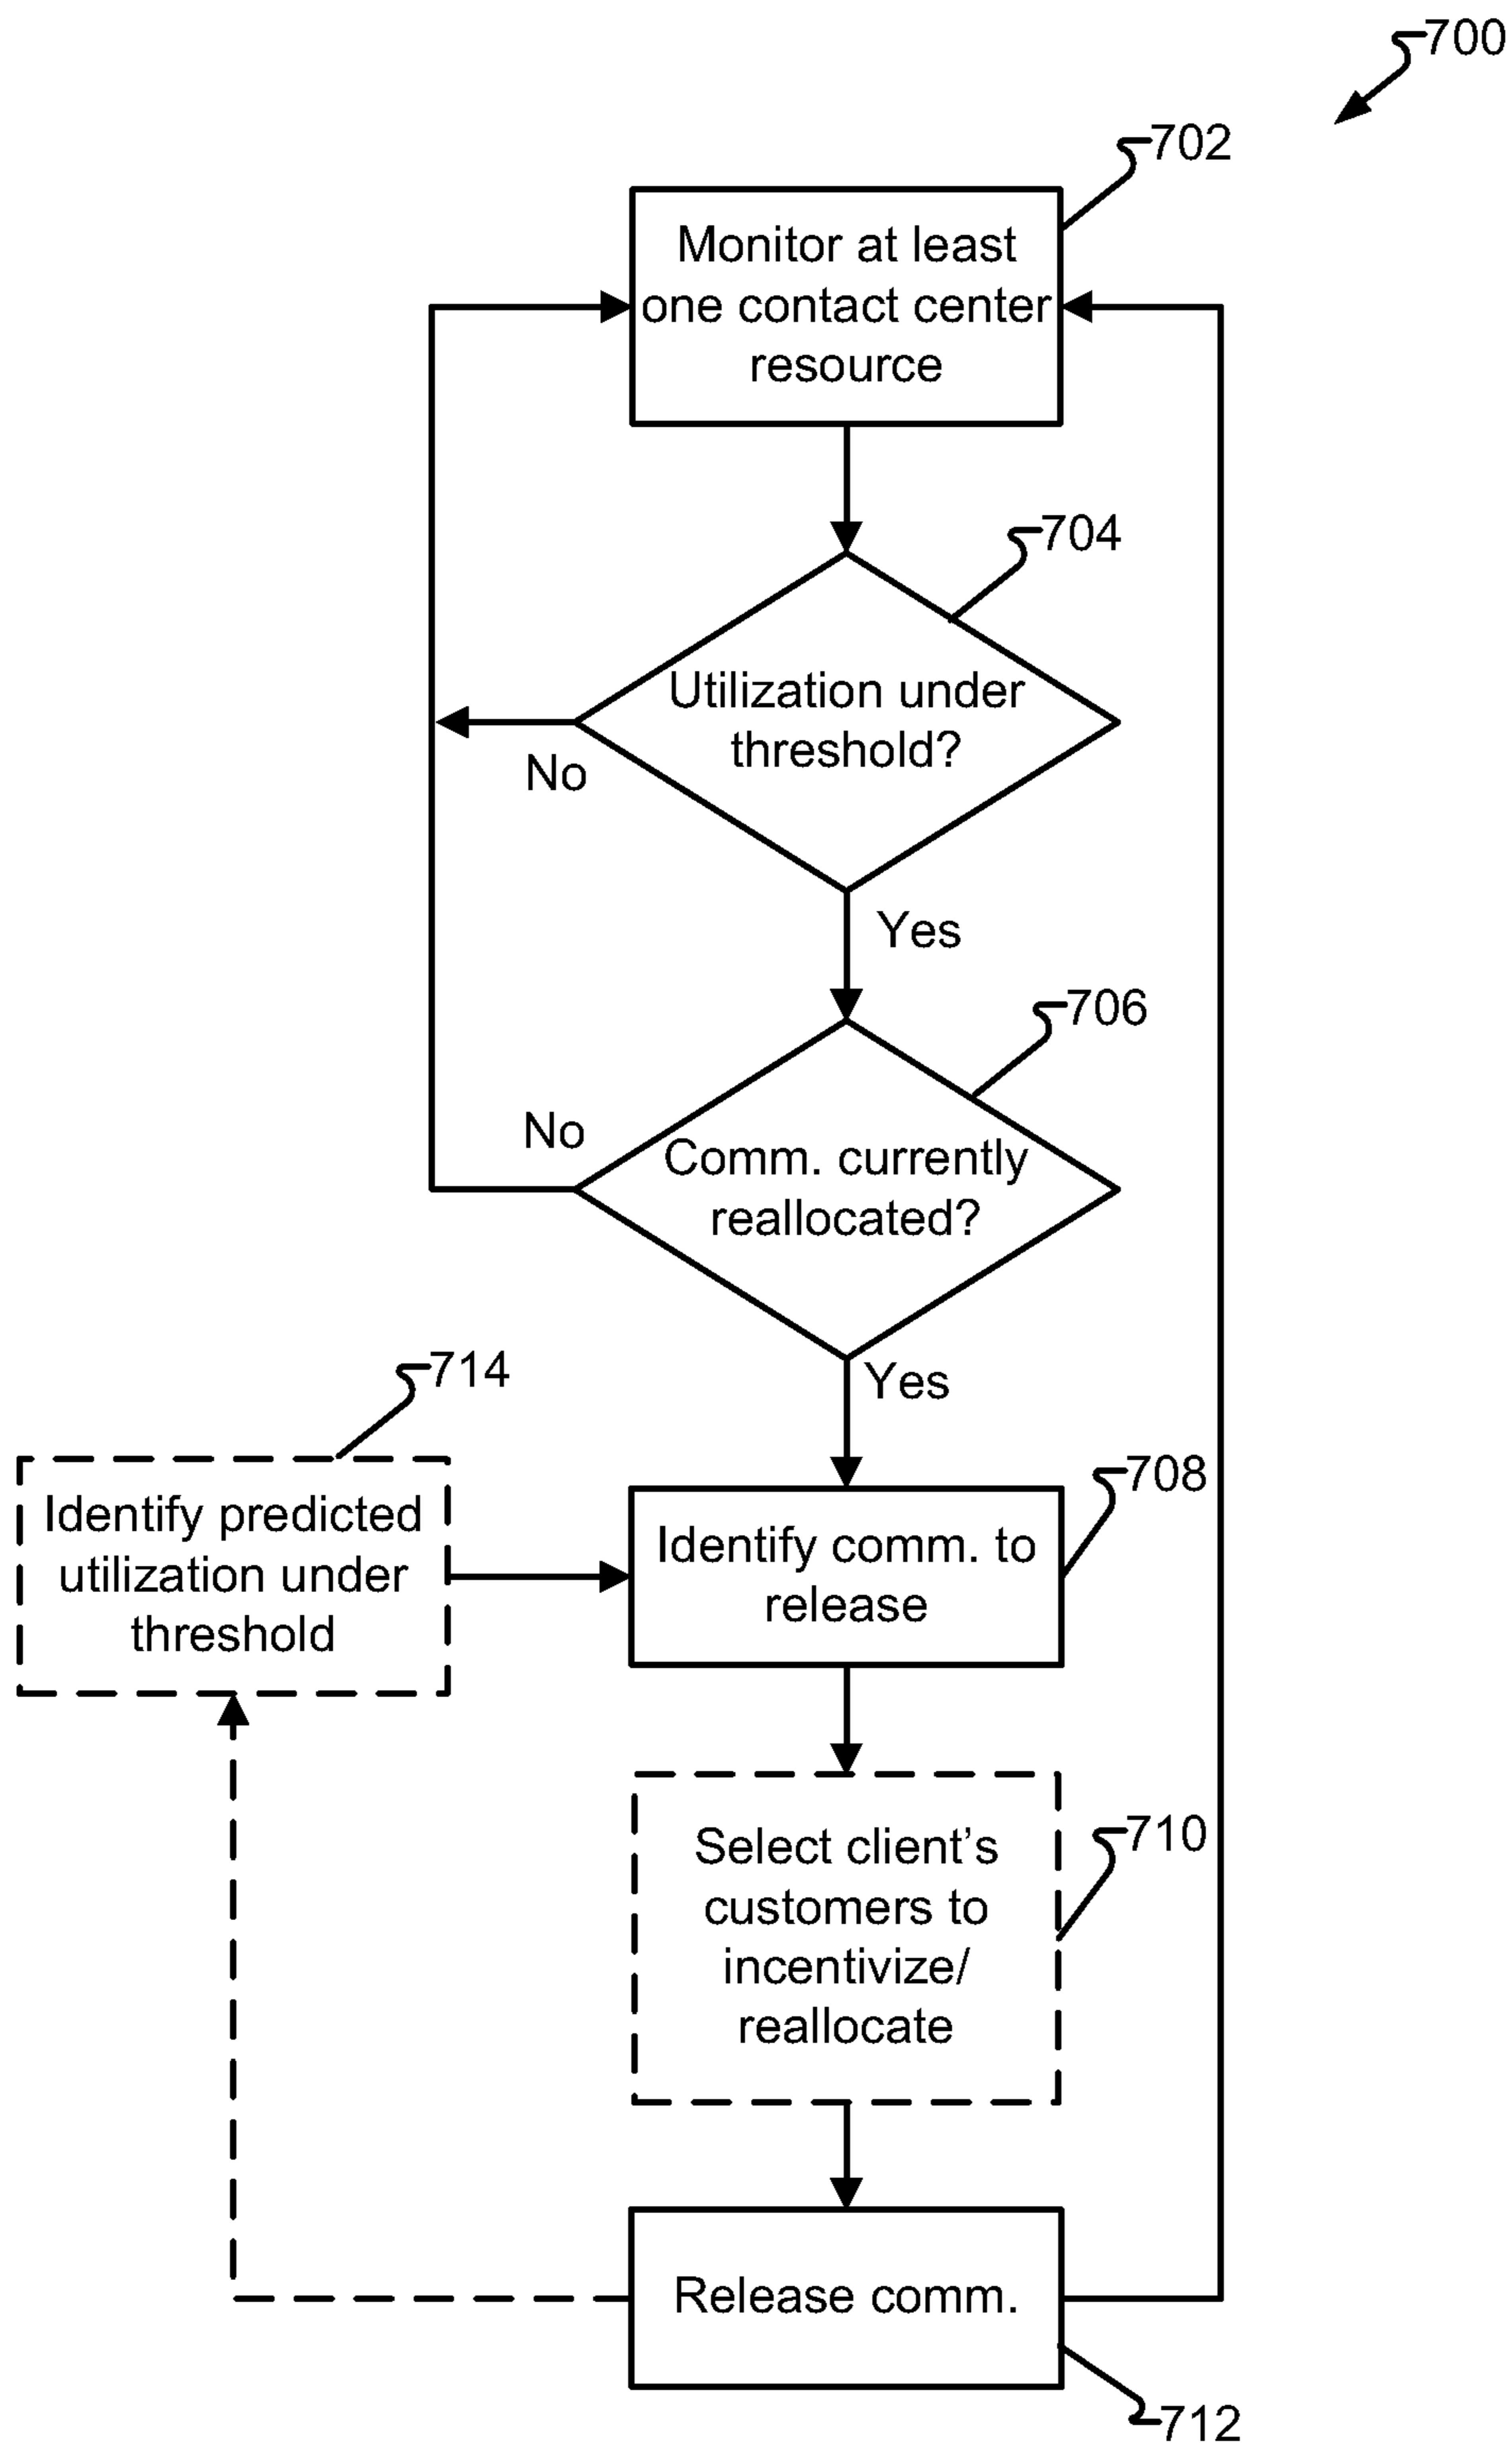 700
702
Monitor at least
one contact center
resource
704
Utilization under
threshold?
No
Yes
706
No
Comm. currently
reallocated?
Yes
714
Identify predicted
utilization under
threshold
708
Identify comm. to
release
710
Select client’s
customers to
incentivize/
reallocate
Release comm.
712